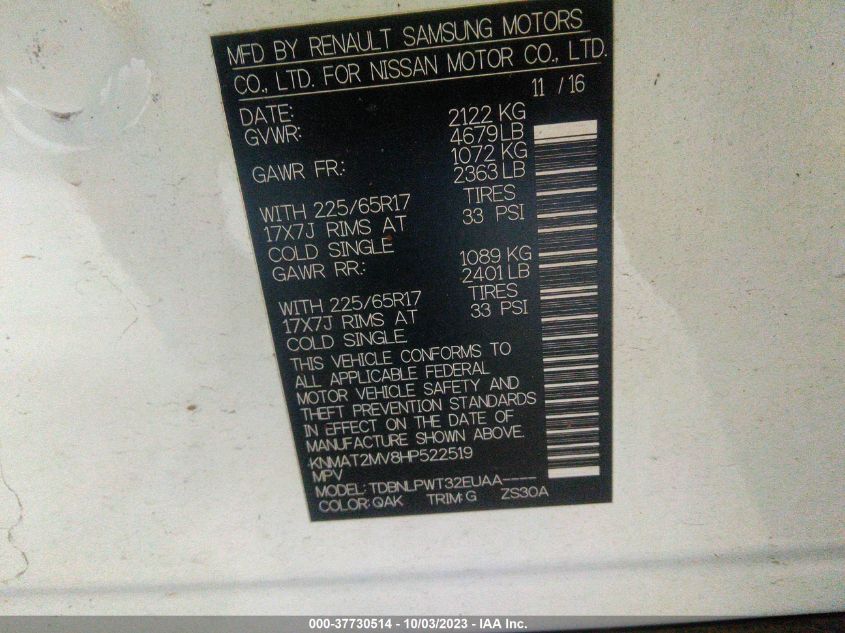 MFD BY RENAULT SAMSUNG MOTORS
CO., LTD. FOR NISSAN MOTOR CO., LTD.
DATE: 11 / 16
GVWR: 2122 KG
4679 LB
GAWR FR.: 1072 KG
2363 LB
WITH 225/65R17 TIRES
17X7J RIMS AT 33 PSI
COLD SINGLE
GAWR RR.: 1089 KG
2401 LB
WITH 225/65R17 TIRES
17X7J RIMS AT 33 PSI
COLD SINGLE
THIS VEHICLE CONFORMS TO
ALL APPLICABLE FEDERAL
MOTOR VEHICLE SAFETY AND
THEFT PREVENTION STANDARDS
IN EFFECT ON THE DATE OF
MANUFACTURE SHOWN ABOVE.
KNMAT2MV8HP522519
MPV
MODEL: TDBNLPWT32EUAA----
COLOR: QAK TRIM: G ZS30A
000-37730514 - 10/03/2023 - IAA Inc.